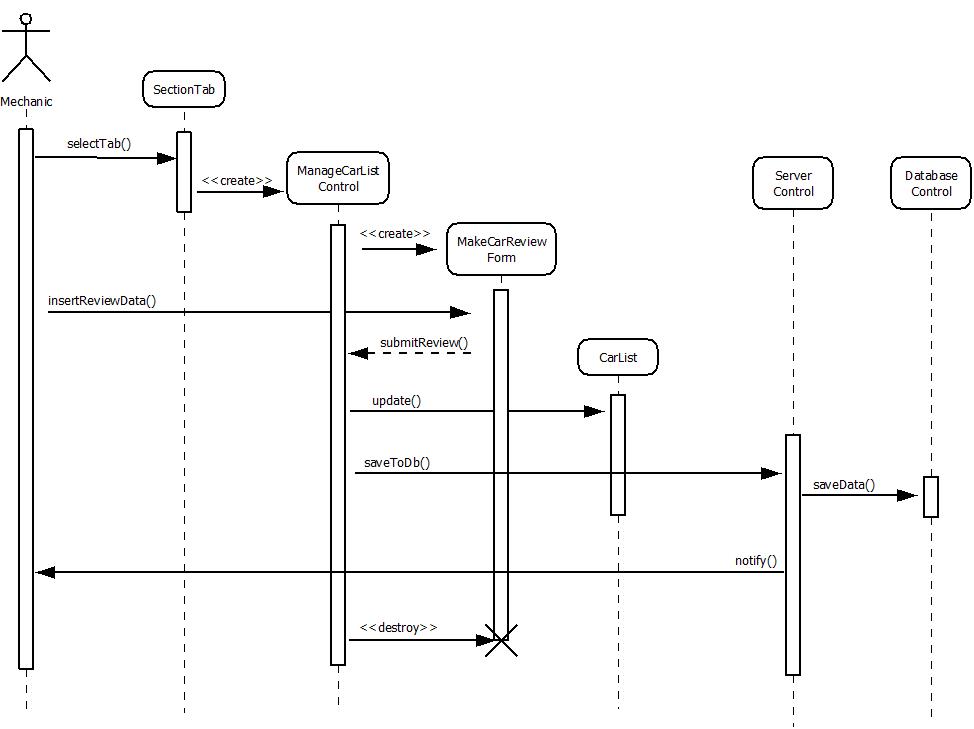 Mechanic
SectionTab
selectTab()
<<create>>
ManageCarList
Control
Server
Control
Database
Control
<<create>>
MakeCarReview
Form
insertReviewData()
submitReview()
CarList
update()
saveToDb()
saveData()
notify()
<<destroy>>